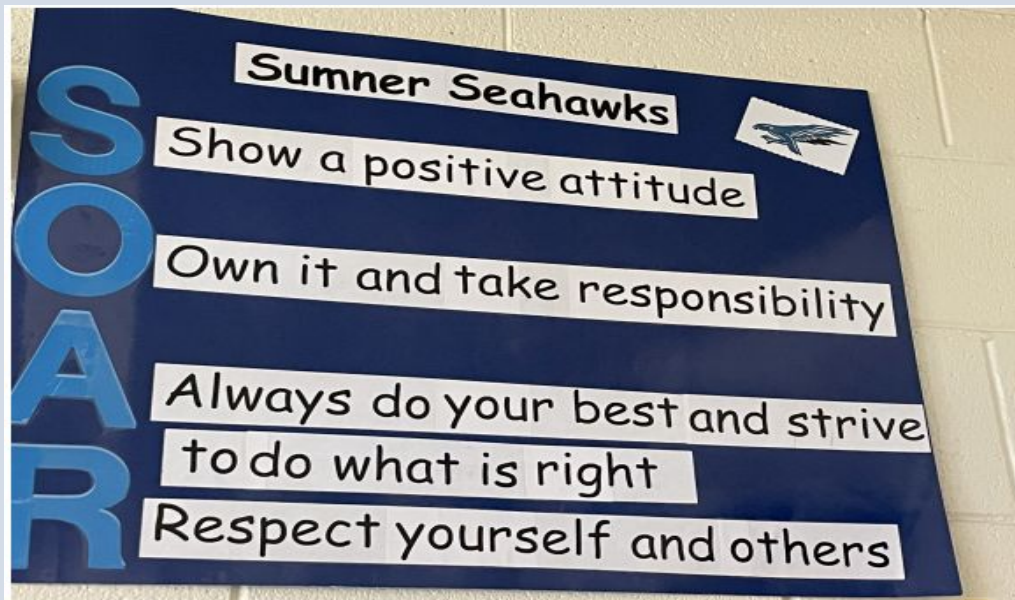 Sumner Seahawks
S
Show a positive attitude
O
Own it and take responsibility
A
Always do your best and strive
to do what is right
R
Respect yourself and others